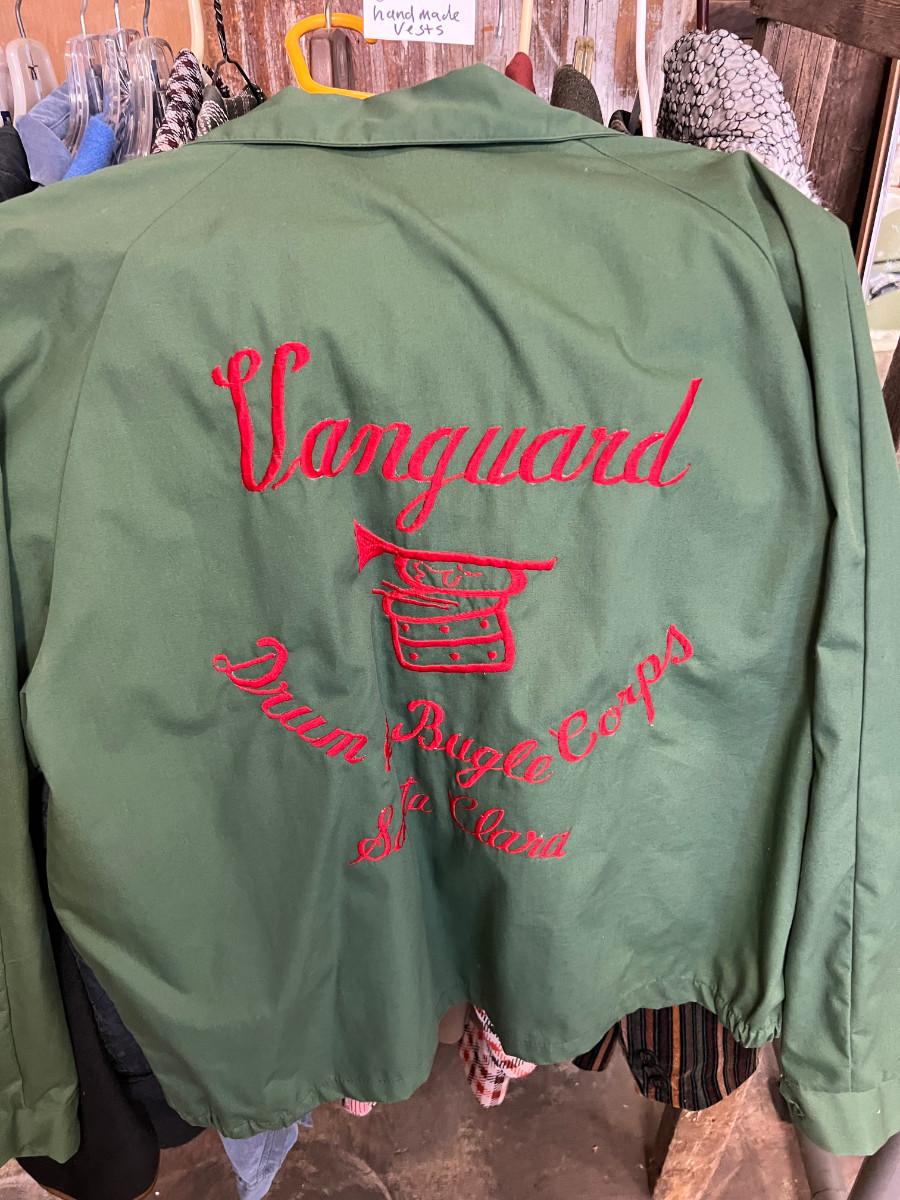 handmade
Vests
Vanguard
Drum Bugle Corps
Sta Clara